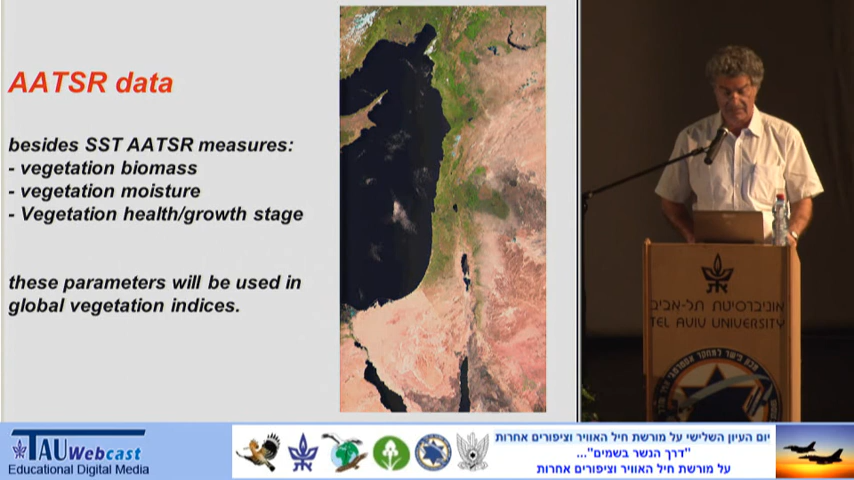 AATSR data
besides SST AATSR measures:
- vegetation biomass
- vegetation moisture
- Vegetation health/growth stage
these parameters will be used in
global vegetation indices.
אוניברסיטת תל-אביב
TEL AVIV UNIVERSITY
TAUWebcast
Educational Digital Media
יום העיון השלישי על מורשת חיל האוויר וציפורים אחרות
"דרך הנשר בשמים"...
על מורשת חיל האוויר וציפורים אחרות